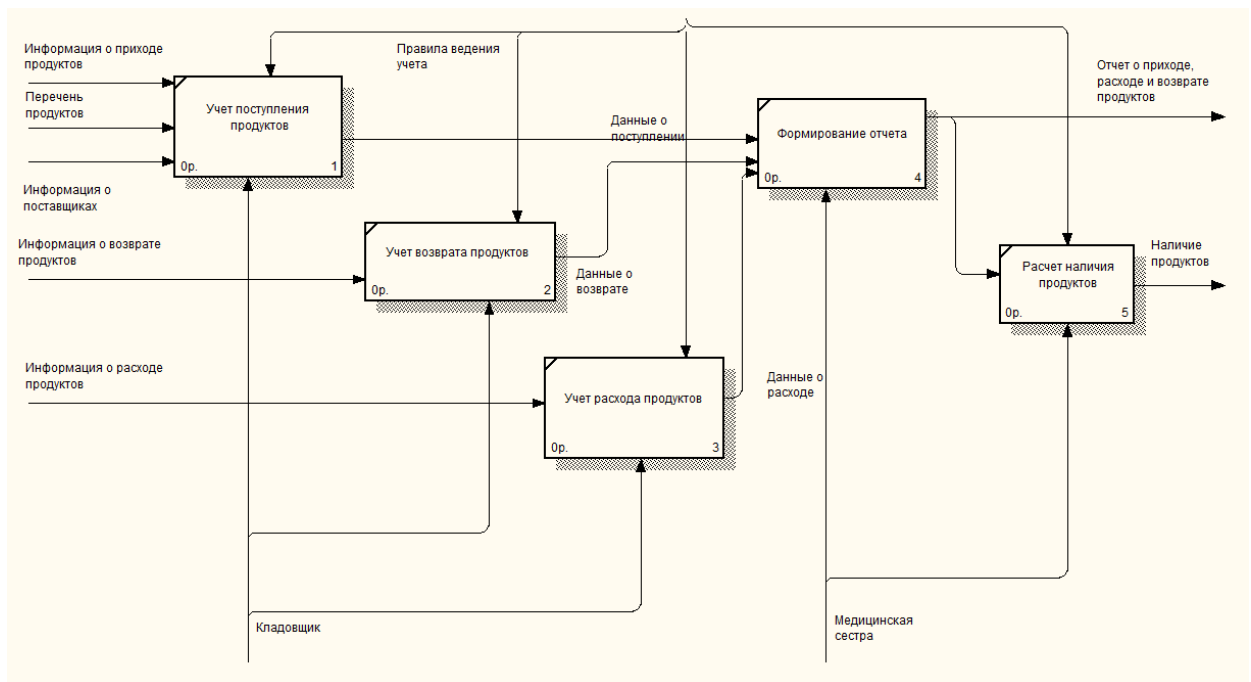 Информация о приходе
продуктов
Перечень
продуктов
Информация о
поставщиках
Информация о возврате
продуктов
Информация о расходе
продуктов
Правила ведения
учета
Учет поступления
продуктов
0р. 1
Данные о
поступлении
Учет возврата продуктов
0р. 2
Данные о
возврате
Учет расхода продуктов
0р. 3
Данные о
расходе
Формирование отчета
0р. 4
Отчет о приходе,
расходе и возврате
продуктов
Расчет наличия
продуктов
0р. 5
Наличие
продуктов
Кладовщик
Медицинская
сестра